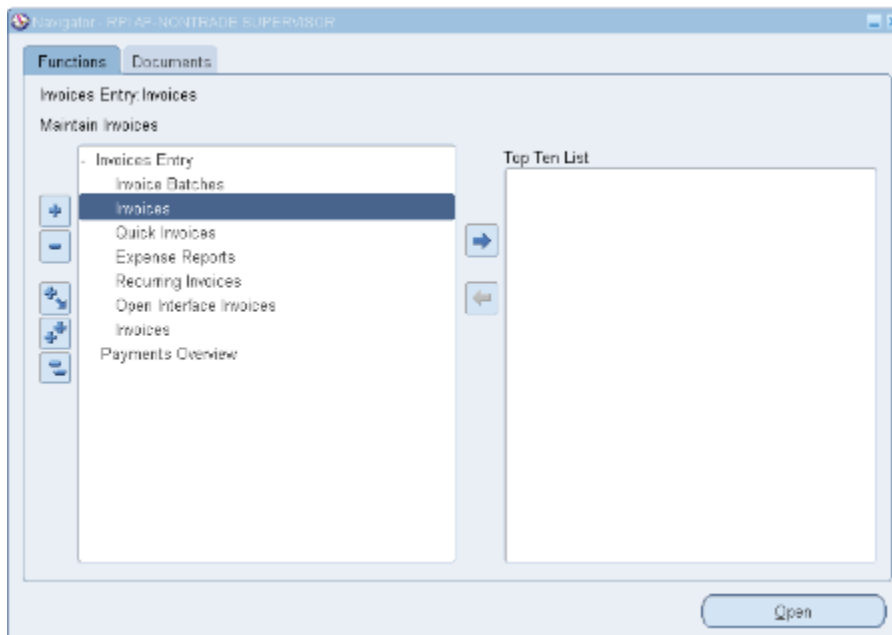 Navigator - RPI AP-NONTRADE SUPERVISOR
Functions Documents
Invoices Entry:Invoices
Maintain Invoices
- Invoices Entry
Invoice Batches
Invoices
Quick Invoices
Expense Reports
Recurring Invoices
Open Interface Invoices
Invoices
Payments Overview
Top Ten List
Open